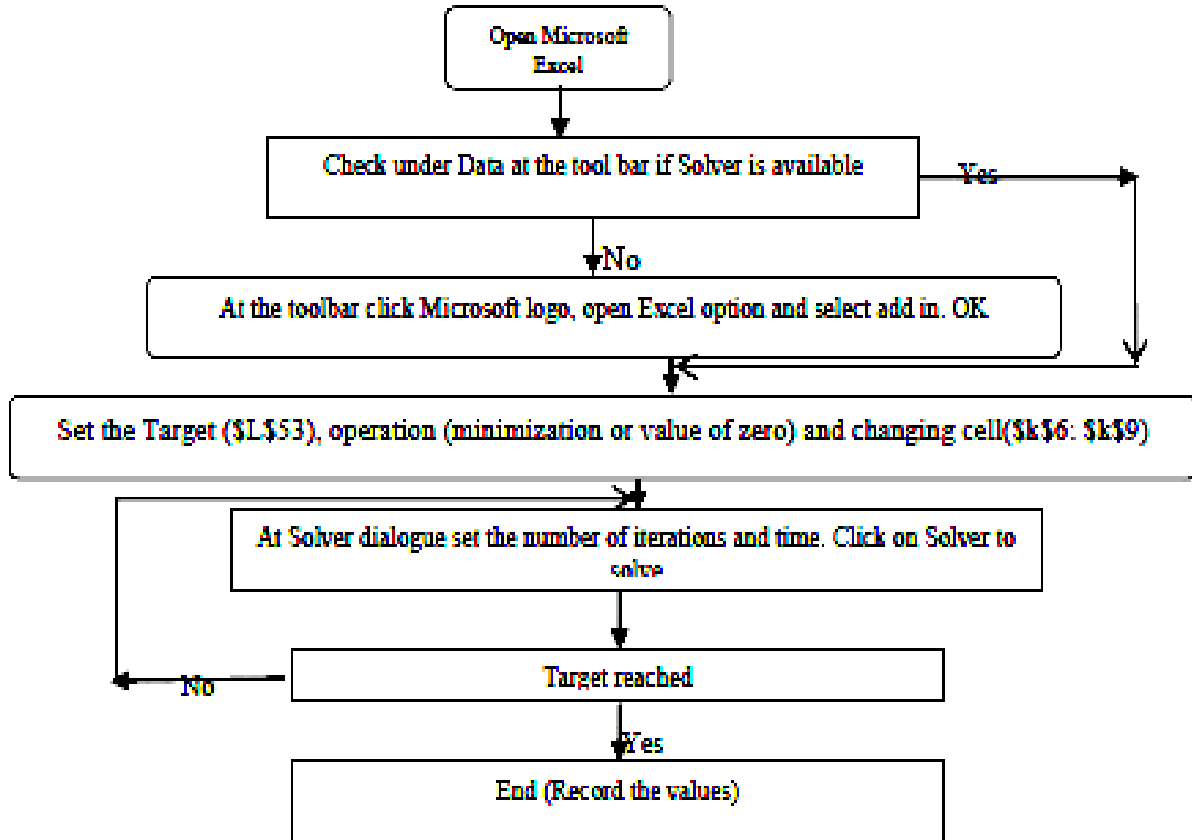 Open Microsoft
Excel
Check under Data at the tool bar if Solver is available
Yes
No
At the toolbar click Microsoft logo, open Excel option and select add in. OK
Set the Target ($L$53), operation (minimization or value of zero) and changing cell($k$6: $k$9)
At Solver dialogue set the number of iterations and time. Click on Solver to
solve
Target reached
No
Yes
End (Record the values)